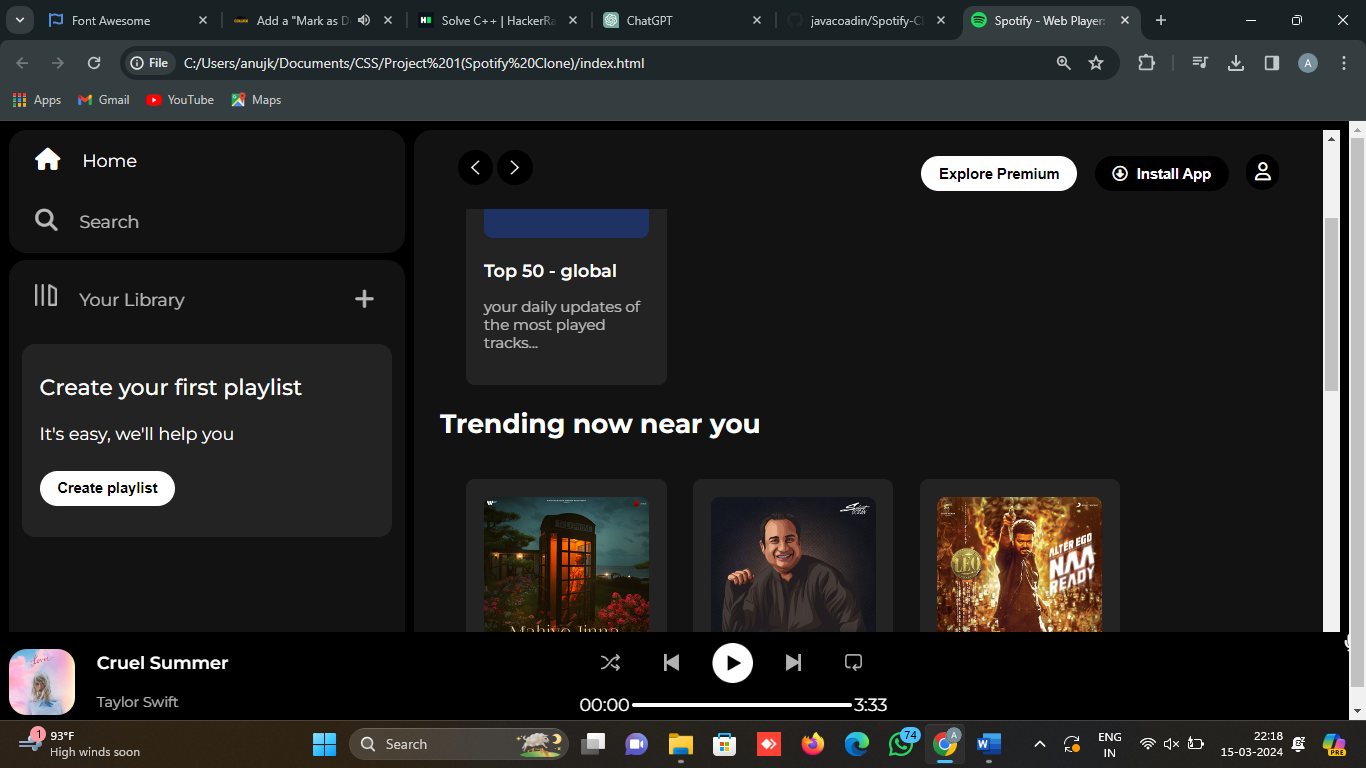 Font Awesome
Add a "Mark as D
Solve C++ | HackerRa
ChatGPT
javacoadin/Spotify-Cl
Spotify - Web Player:
File
C:/Users/anujk/Documents/CSS/Project%201(Spotify%20Clone)/index.html
A
Apps
Gmail
YouTube
Maps
Home
Search
Your Library
Create your first playlist
It's easy, we'll help you
Create playlist
Explore Premium
Install App
Top 50 - global
your daily updates of
the most played
tracks...
Trending now near you
Mahiye Jinna
ALTER EGO
NAA
READY
LEO
Cruel Summer
Taylor Swift
00:00
3:33
1
93°F
High winds soon
Search
74
A
ENG
IN
22:18
15-03-2024
PRE